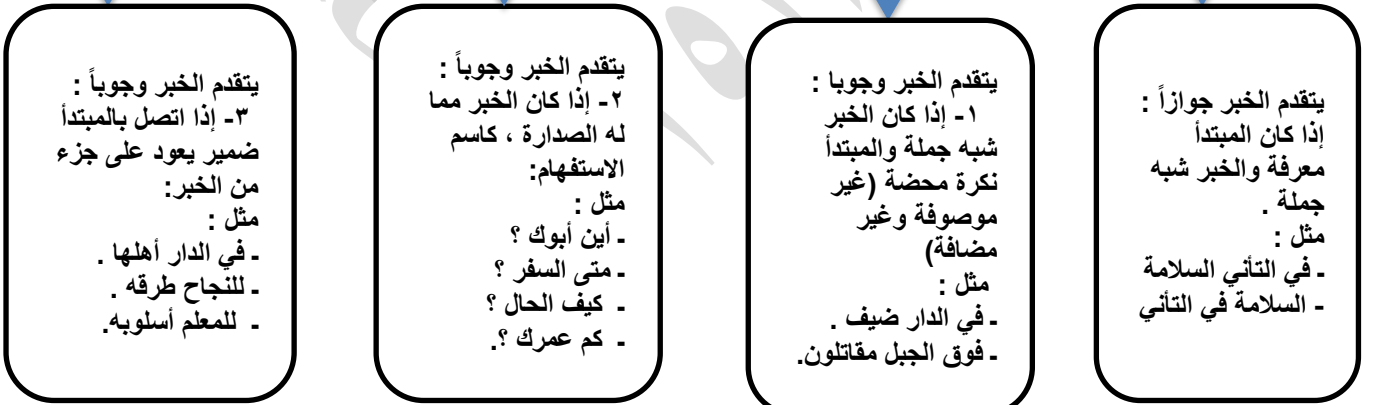 يتقدم الخبر جوازاً :
إذا كان المبتدأ
معرفة والخبر شبه
جملة .
مثل :
ـ في التأني السلامة
- السلامة في التأني
يتقدم الخبر وجوبا :
١- إذا كان الخبر
شبه جملة والمبتدأ
نكرة محضة (غير
موصوفة وغير
مضافة)
مثل :
ـ في الدار ضيف .
ـ فوق الجبل مقاتلون.
يتقدم الخبر وجوباً :
٢- إذا كان الخبر مما
له الصدارة ، كاسم
الاستفهام:
مثل :
ـ أين أبوك ؟
ـ متى السفر ؟
ـ كيف الحال ؟
ـ كم عمرك ؟.
يتقدم الخبر وجوباً :
٣- إذا اتصل بالمبتدأ
ضمير يعود على جزء
من الخبر:
مثل :
ـ في الدار أهلها .
ـ للنجاح طرقه .
ـ للمعلم أسلوبه.